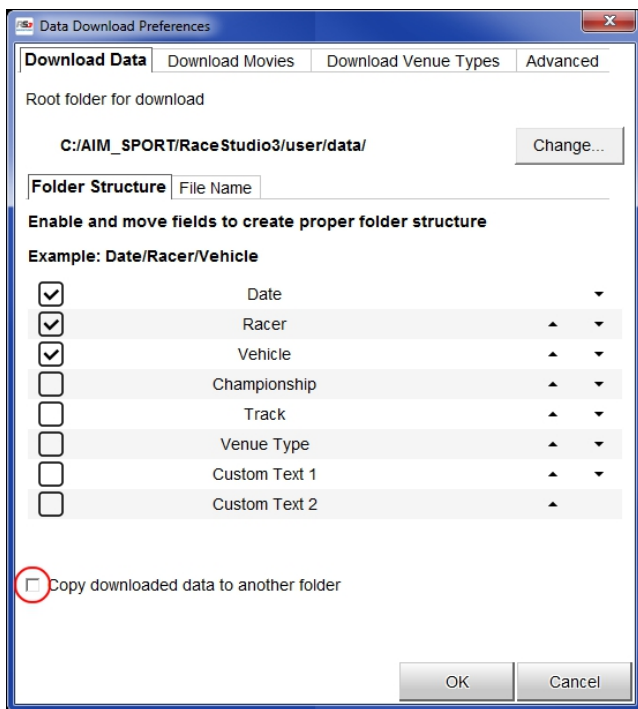 RS3 Data Download Preferences
Download Data Download Movies Download Venue Types Advanced
Root folder for download
C:/AIM_SPORT/RaceStudio3/user/data/ Change...
Folder Structure File Name
Enable and move fields to create proper folder structure
Example: Date/Racer/Vehicle
Date
Racer
Vehicle
Championship
Track
Venue Type
Custom Text 1
Custom Text 2
Copy downloaded data to another folder
OK Cancel